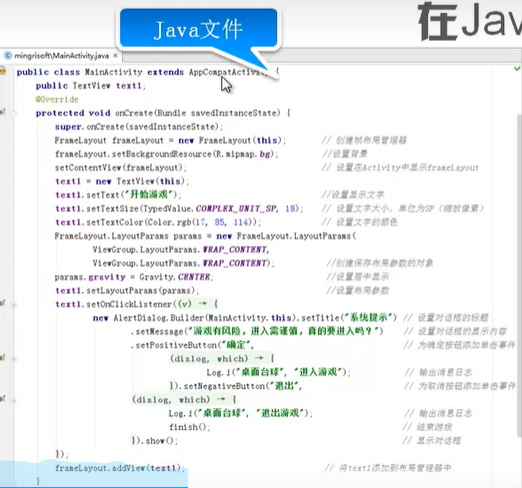 Java文件
在Jav
mingrisoft\MainActivity.java ×
public class MainActivity extends AppCompatActivity {
public TextView text1;
@Override
protected void onCreate(Bundle savedInstanceState) {
super.onCreate(savedInstanceState);
FrameLayout frameLayout = new FrameLayout(this); // 创建帧布局管理器
frameLayout.setBackgroundResource(R.mipmap.bg); //设置背景
setContentView(frameLayout); // 设置在Activity中显示frameLayout
text1 = new TextView(this);
text1.setText("开始游戏"); //设置显示文字
text1.setTextSize(TypedValue.COMPLEX_UNIT_SP, 18); // 设置文字大小，单位为SP（缩放像素）
text1.setTextColor(Color.rgb(17, 85, 114)); // 设置文字的颜色
FrameLayout.LayoutParams params = new FrameLayout.LayoutParams(
ViewGroup.LayoutParams.WRAP_CONTENT,
ViewGroup.LayoutParams.WRAP_CONTENT); //创建保存布局参数的对象
params.gravity = Gravity.CENTER; //设置居中显示
text1.setLayoutParams(params); //设置布局参数
text1.setOnClickListener((v) → {
new AlertDialog.Builder(MainActivity.this).setTitle("系统提示") // 设置对话框的标题
.setMessage("游戏有风险，进入需谨慎，真的要进入吗？") // 设置对话框的显示内容
.setPositiveButton("确定", // 为确定按钮添加单击事件
(dialog, which) → {
Log.i("桌面台球", "进入游戏"); // 输出消息日志
}).setNegativeButton("退出", // 为取消按钮添加单击事件
(dialog, which) → {
Log.i("桌面台球", "退出游戏"); // 输出消息日志
finish(); // 结束游戏
}).show(); // 显示对话框
});
frameLayout.addView(text1); // 将text1添加到布局管理器中
}